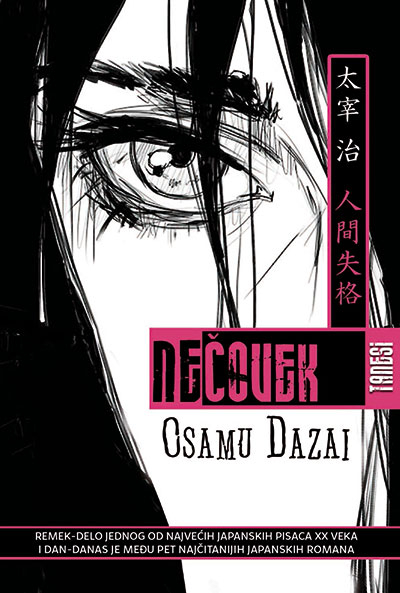 太宰治 人間失格
NEČOVEK
TANESI
OSAMU DAZAI
REMEK-DELO JEDNOG OD NAJVEĆIH JAPANSKIH PISACA XX VEKA
I DAN-DANAS JE MEĐU PET NAJČITANIJIH JAPANSKIH ROMANA